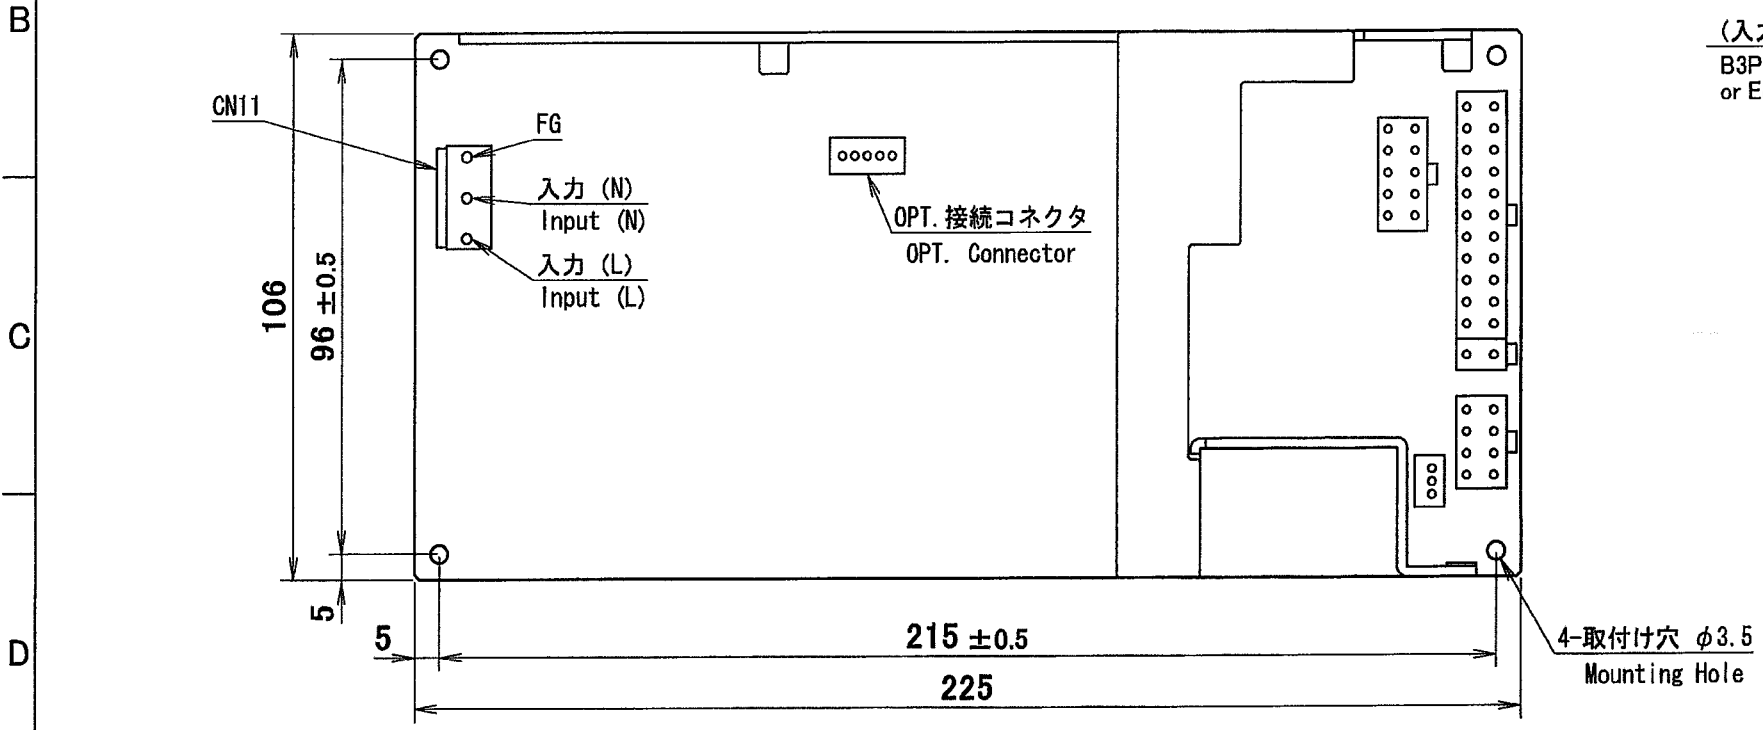 B
(入
B3P
or E
CN11
FG
入力 (N)
Input (N)
入力 (L)
Input (L)
OPT. 接続コネクタ
OPT. Connector
106
96 ±0.5
C
5
5
215 ±0.5
225
D
4-取付け穴 φ3.5
Mounting Hole